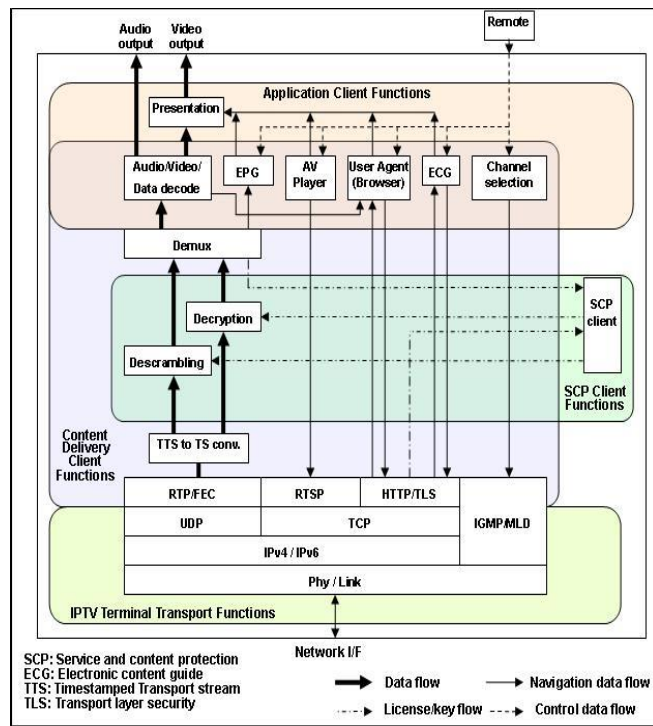 Audio output
Video output
Remote
Application Client Functions
Presentation
Audio/Video/
Data decode
EPG
AV
Player
User Agent
(Browser)
ECG
Channel
selection
Demux
Decryption
SCP
client
Descrambling
SCP Client
Functions
Content
Delivery
Client
Functions
TTS to TS conv.
RTP/FEC
RTSP
HTTP/TLS
UDP
TCP
IGMP/MLD
IPv4 / IPv6
Phy / Link
IPTV Terminal Transport Functions
Network I/F
SCP: Service and content protection
ECG: Electronic content guide
TTS: Timestamped Transport stream
TLS: Transport layer security
Data flow
Navigation data flow
License/key flow
Control data flow